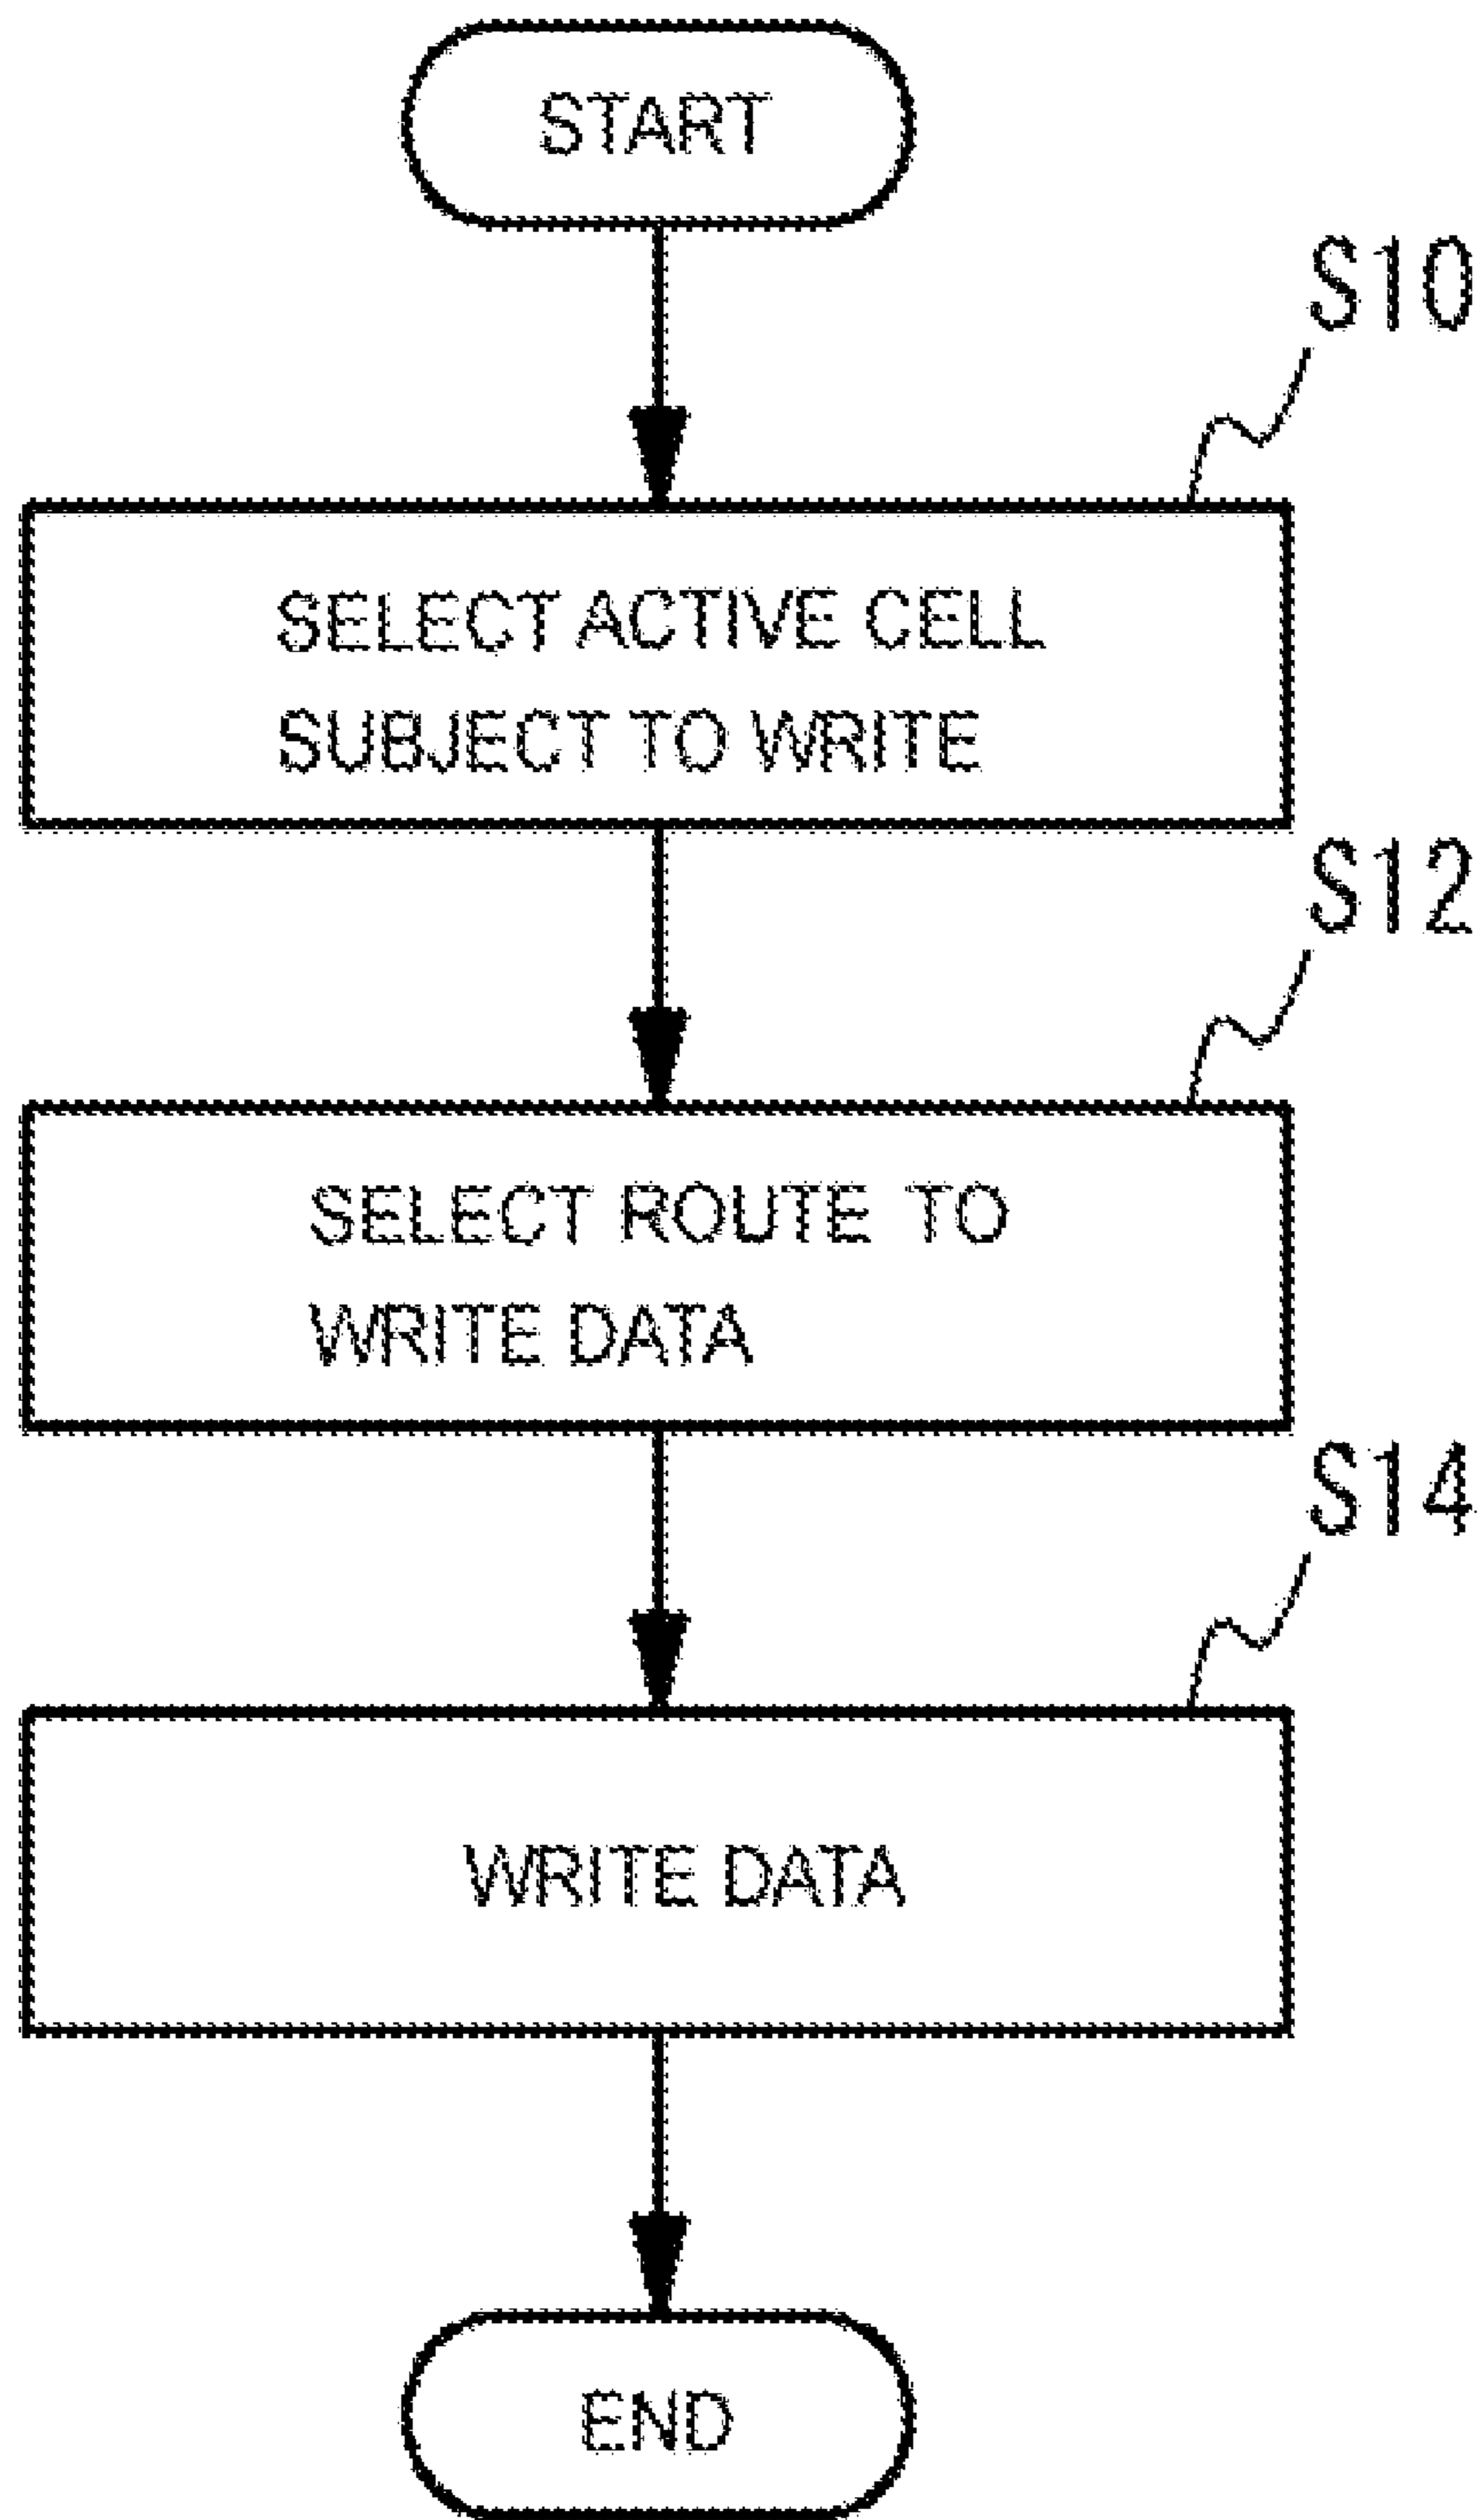 START
S10
SELECT ACTIVE CELL
SUBJECT TO WRITE
S12
SELECT ROUTE TO
WRITE DATA
S14
WRITE DATA
END